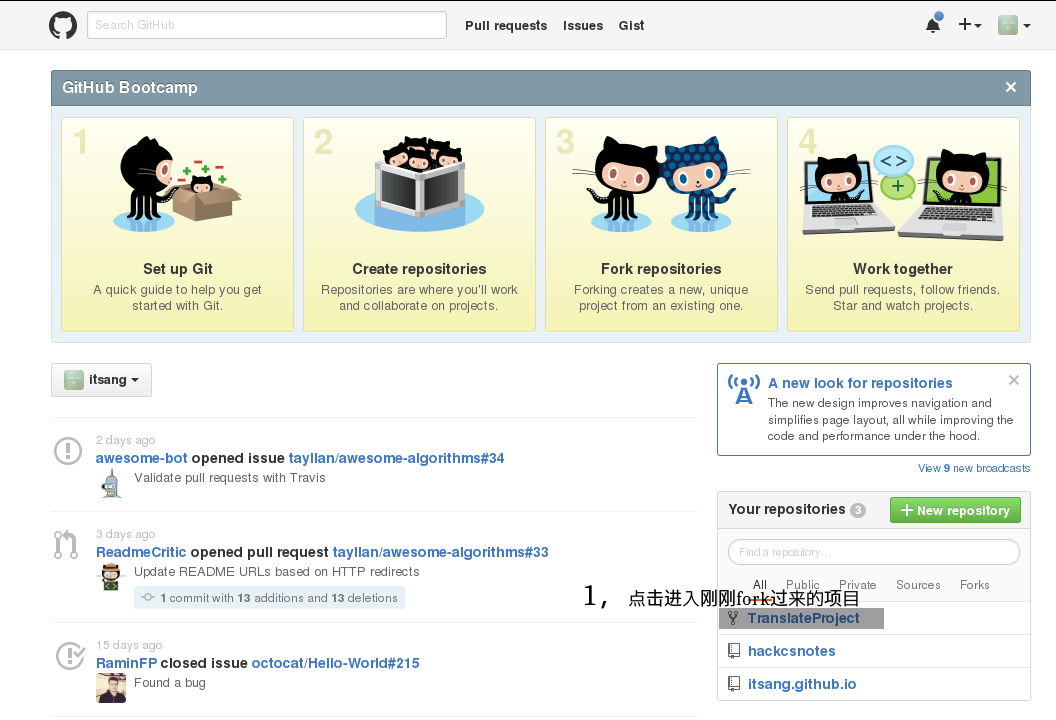 Search GitHub
Pull requests Issues Gist
GitHub Bootcamp
1
Set up Git
A quick guide to help you get
started with Git.
2
Create repositories
Repositories are where you'll work
and collaborate on projects.
3
Fork repositories
Forking creates a new, unique
project from an existing one.
4
Work together
Send pull requests, follow friends.
Star and watch projects.
itsang
2 days ago
awesome-bot opened issue tayllan/awesome-algorithms#34
Validate pull requests with Travis
3 days ago
ReadmeCritic opened pull request tayllan/awesome-algorithms#33
Update README URLs based on HTTP redirects
1 commit with 13 additions and 13 deletions
15 days ago
RaminFP closed issue octocat/Hello-World#215
Found a bug
A new look for repositories
The new design improves navigation and
simplifies page layout, all while improving the
code and performance under the hood.
View 9 new broadcasts
Your repositories 3
New repository
Find a repository...
All Public Private Sources Forks
1， 点击进入刚刚fork过来的项目
TranslateProject
hackcsnotes
itsang.github.io